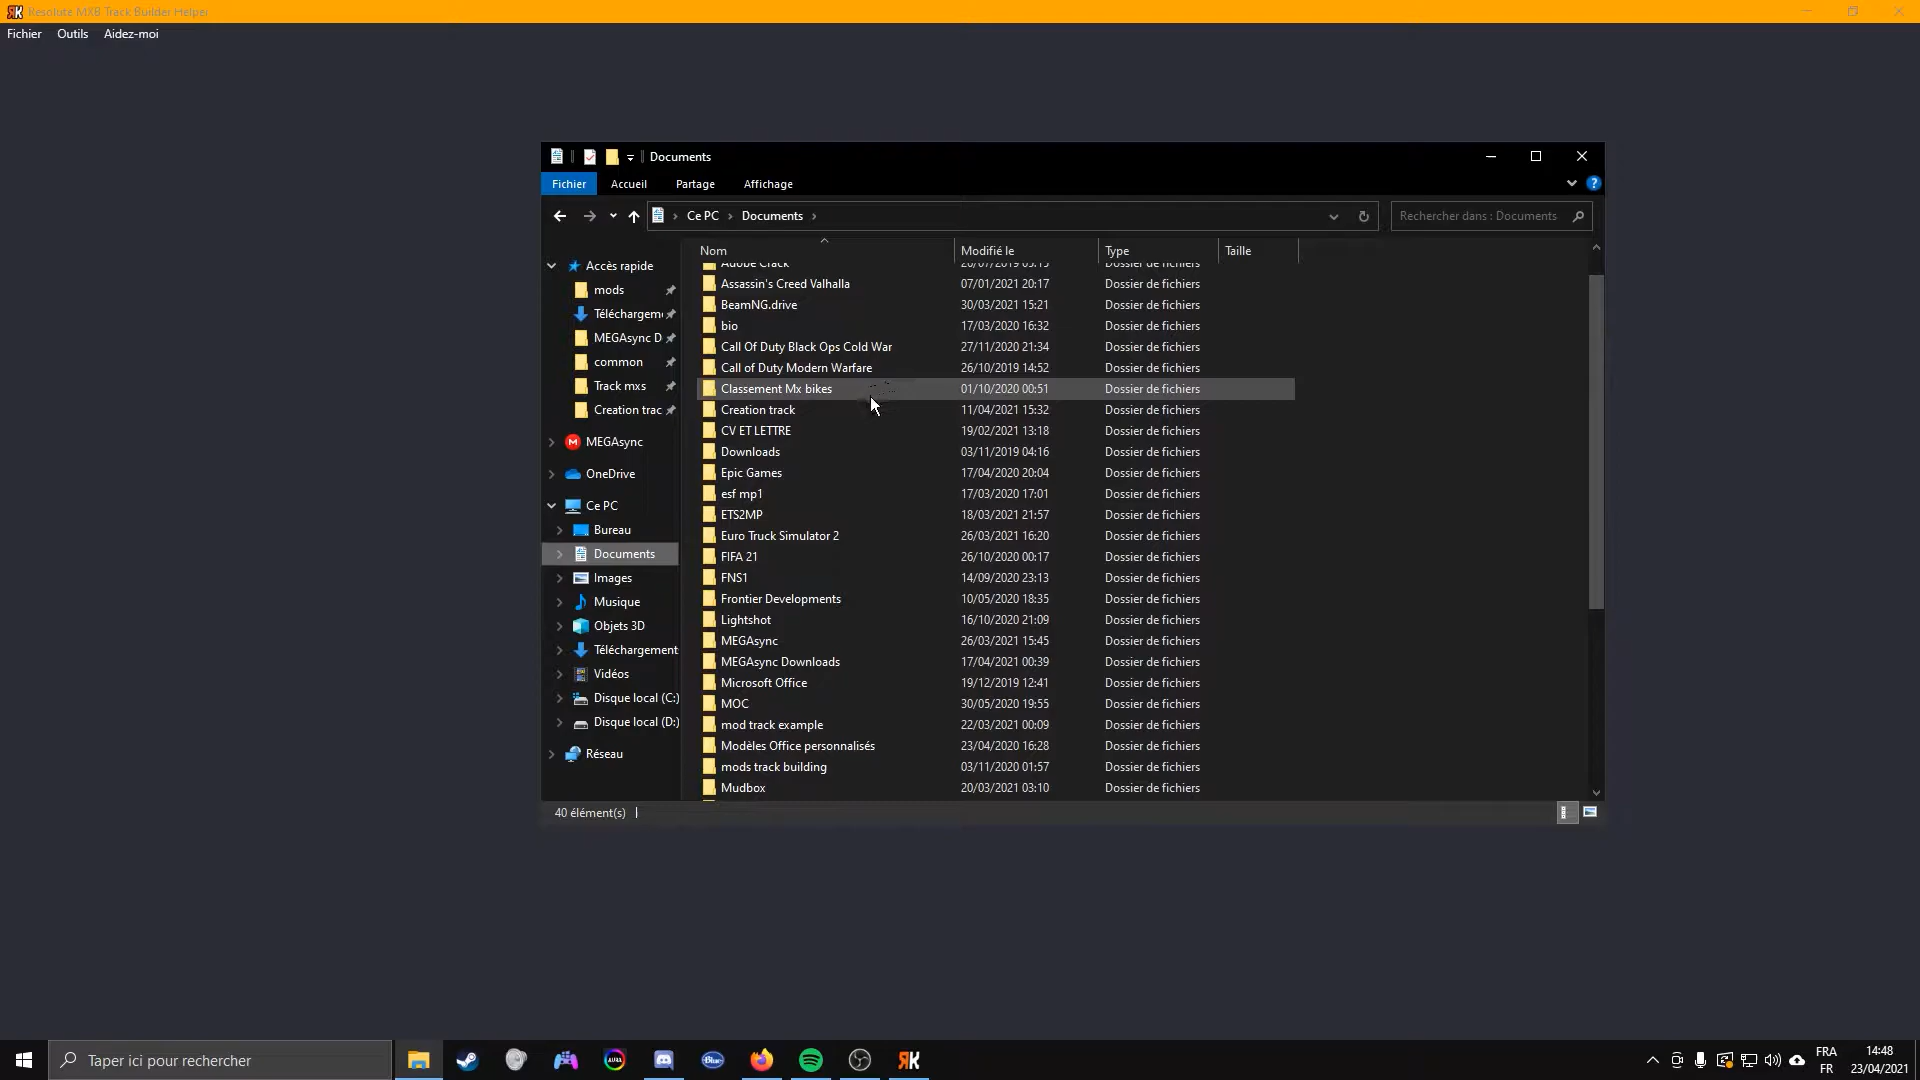 Resolute MXB Track Builder Helper
Fichier Outils Aidez-moi
Documents
Fichier Accueil Partage Affichage
Ce PC Documents
Rechercher dans : Documents
Nom Modifié le Type Taille
Accès rapide
mods
Téléchargem
MEGAsync D
common
Track mxs
Creation trac
MEGAsync
OneDrive
Ce PC
Bureau
Documents
Images
Musique
Objets 3D
Téléchargement
Vidéos
Disque local (C:)
Disque local (D:)
Réseau
Adobe Crack 20/07/2019 05:15 Dossier de fichiers
Assassin's Creed Valhalla 07/01/2021 20:17 Dossier de fichiers
BeamNG.drive 30/03/2021 15:21 Dossier de fichiers
bio 17/03/2020 16:32 Dossier de fichiers
Call Of Duty Black Ops Cold War 27/11/2020 21:34 Dossier de fichiers
Call of Duty Modern Warfare 26/10/2019 14:52 Dossier de fichiers
Classement Mx bikes 01/10/2020 00:51 Dossier de fichiers
Creation track 11/04/2021 15:32 Dossier de fichiers
CV ET LETTRE 19/02/2021 13:18 Dossier de fichiers
Downloads 03/11/2019 04:16 Dossier de fichiers
Epic Games 17/04/2020 20:04 Dossier de fichiers
esf mp1 17/03/2020 17:01 Dossier de fichiers
ETS2MP 18/03/2021 21:57 Dossier de fichiers
Euro Truck Simulator 2 26/03/2021 16:20 Dossier de fichiers
FIFA 21 26/10/2020 00:17 Dossier de fichiers
FNS1 14/09/2020 23:13 Dossier de fichiers
Frontier Developments 10/05/2020 18:35 Dossier de fichiers
Lightshot 16/10/2020 21:09 Dossier de fichiers
MEGAsync 26/03/2021 15:45 Dossier de fichiers
MEGAsync Downloads 17/04/2021 00:39 Dossier de fichiers
Microsoft Office 19/12/2019 12:41 Dossier de fichiers
MOC 30/05/2020 19:55 Dossier de fichiers
mod track example 22/03/2021 00:09 Dossier de fichiers
Modèles Office personnalisés 23/04/2020 16:28 Dossier de fichiers
mods track building 03/11/2020 01:57 Dossier de fichiers
Mudbox 20/03/2021 03:10 Dossier de fichiers
40 élément(s)
Taper ici pour rechercher
AURA
Blue
FRA
FR
14:48
23/04/2021